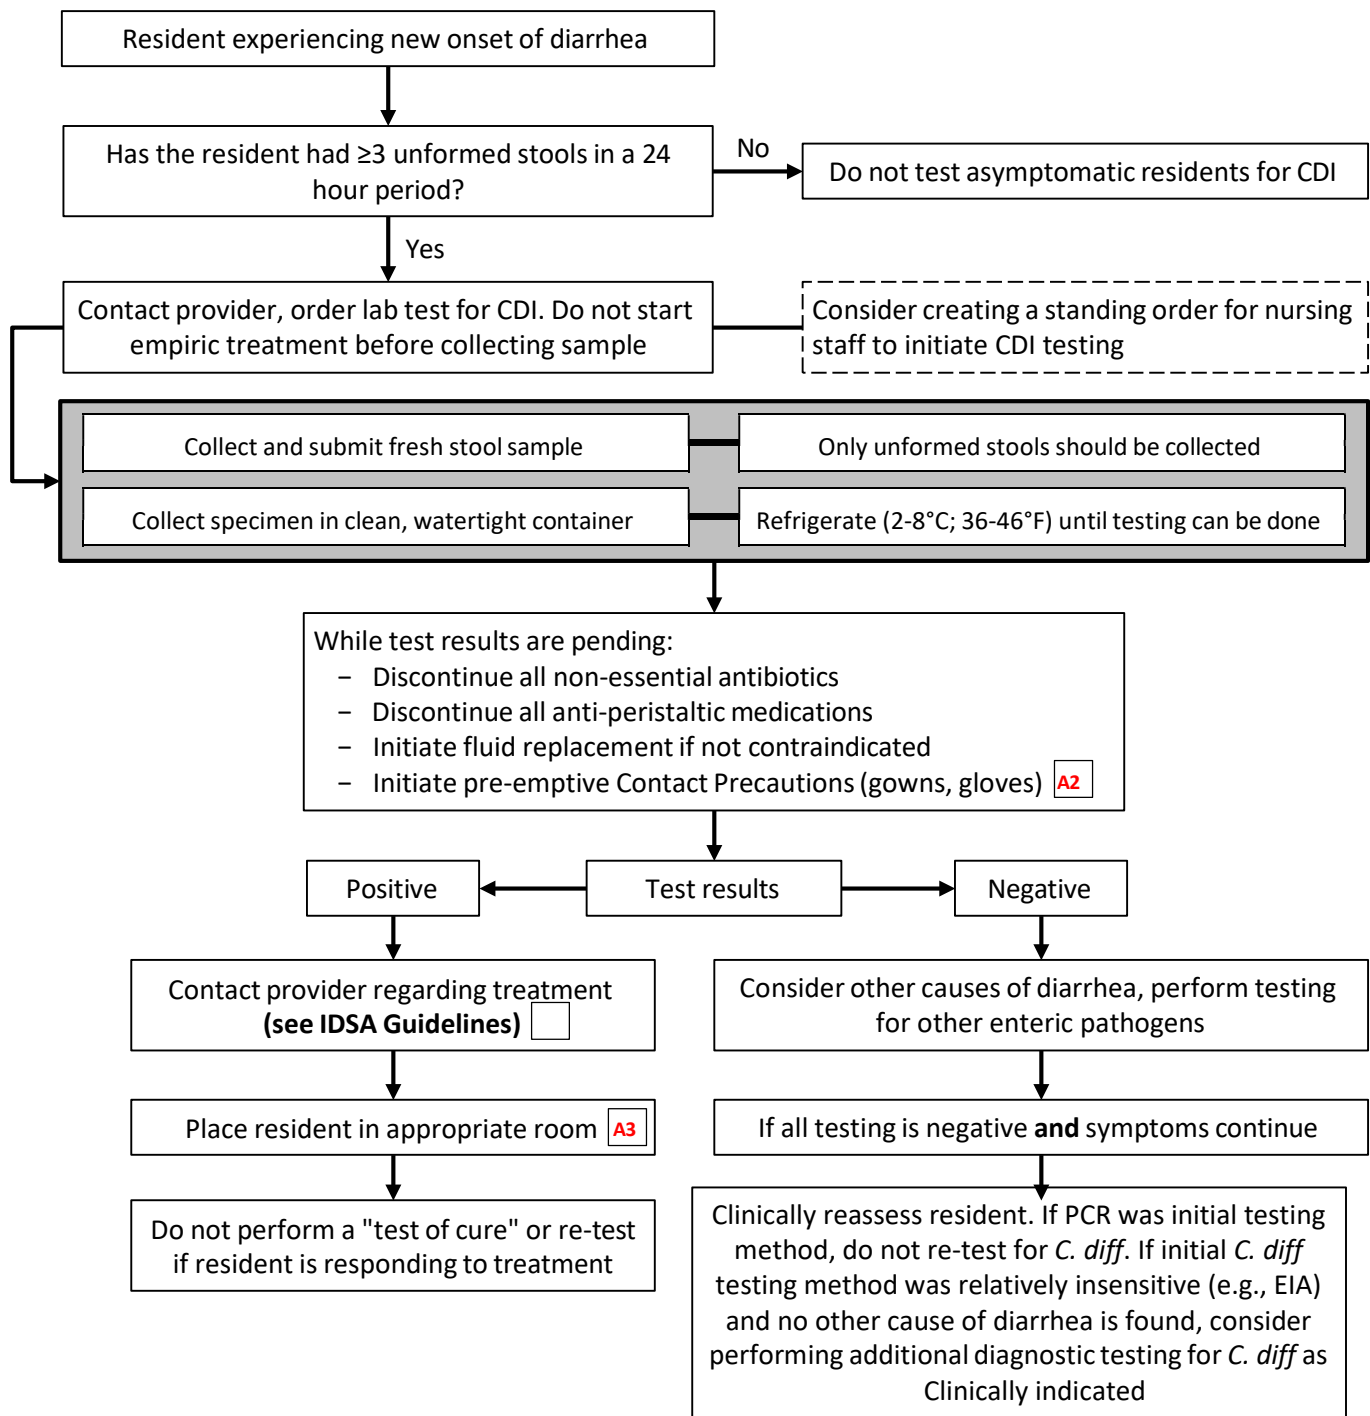 Resident experiencing new onset of diarrhea
Has the resident had ≥3 unformed stools in a 24
hour period?
No
Do not test asymptomatic residents for CDI
Yes
Contact provider, order lab test for CDI. Do not start
empiric treatment before collecting sample
Consider creating a standing order for nursing
staff to initiate CDI testing
Collect and submit fresh stool sample
Only unformed stools should be collected
Collect specimen in clean, watertight container
Refrigerate (2-8°C; 36-46°F) until testing can be done
While test results are pending:
− Discontinue all non-essential antibiotics
− Discontinue all anti-peristaltic medications
− Initiate fluid replacement if not contraindicated
− Initiate pre-emptive Contact Precautions (gowns, gloves) A2
Positive
Test results
Negative
Contact provider regarding treatment
(see IDSA Guidelines)
Consider other causes of diarrhea, perform testing
for other enteric pathogens
Place resident in appropriate room A3
If all testing is negative and symptoms continue
Do not perform a "test of cure" or re-test
if resident is responding to treatment
Clinically reassess resident. If PCR was initial testing
method, do not re-test for C. diff. If initial C. diff
testing method was relatively insensitive (e.g., EIA)
and no other cause of diarrhea is found, consider
performing additional diagnostic testing for C. diff as
Clinically indicated